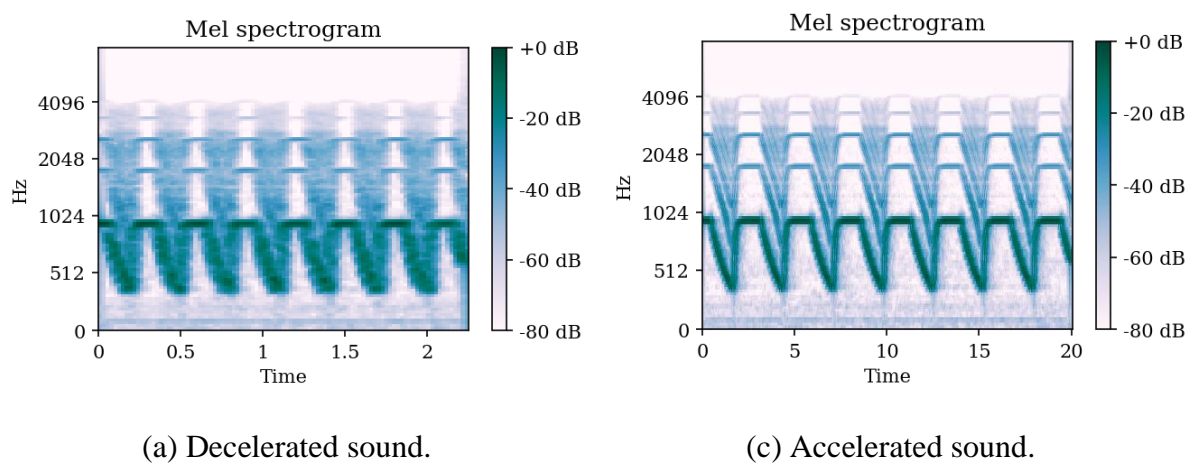 Mel spectrogram
+0 dB
4096
-20 dB
2048
-40 dB
Hz
1024
-60 dB
512
0
-80 dB
0 0.5 1 1.5 2
Time
(a) Decelerated sound.
Mel spectrogram
+0 dB
4096
-20 dB
2048
-40 dB
Hz
1024
-60 dB
512
0
-80 dB
0 5 10 15 20
Time
(c) Accelerated sound.